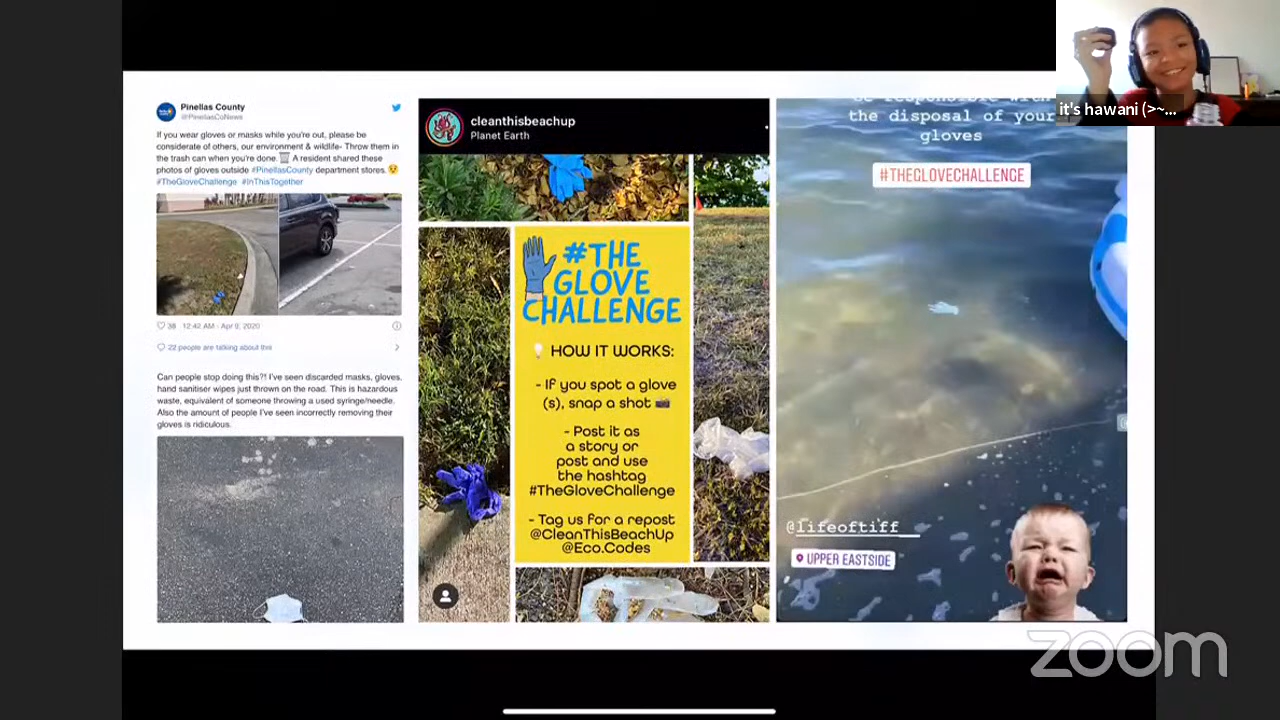 Pinellas County
@PinellasCoNews
If you wear gloves or masks while you're out, please be
considerate of others, our environment & wildlife- Throw them in
the trash can when you're done. A resident shared these
photos of gloves outside #PinellasCounty department stores.
#TheGloveChallenge #InThisTogether
38 12:42 AM - Apr 9, 2020
22 people are talking about this
Can people stop doing this?! I've seen discarded masks, gloves,
hand sanitiser wipes just thrown on the road. This is hazardous
waste, equivalent of someone throwing a used syringe/needle.
Also the amount of people I've seen incorrectly removing their
gloves is ridiculous.
cleanthisbeachup
Planet Earth
#THE
GLOVE
CHALLENGE
HOW IT WORKS:
- If you spot a glove
(s), snap a shot
- Post it as
a story or
post and use
the hashtag
#TheGloveChallenge
- Tag us for a repost
@CleanThisBeachUp
@Eco.Codes
be responsible with
the disposal of your
gloves
#THEGLOVECHALLENGE
@lifeoftiff__
UPPER EASTSIDE
it's hawani (>~...
zoom